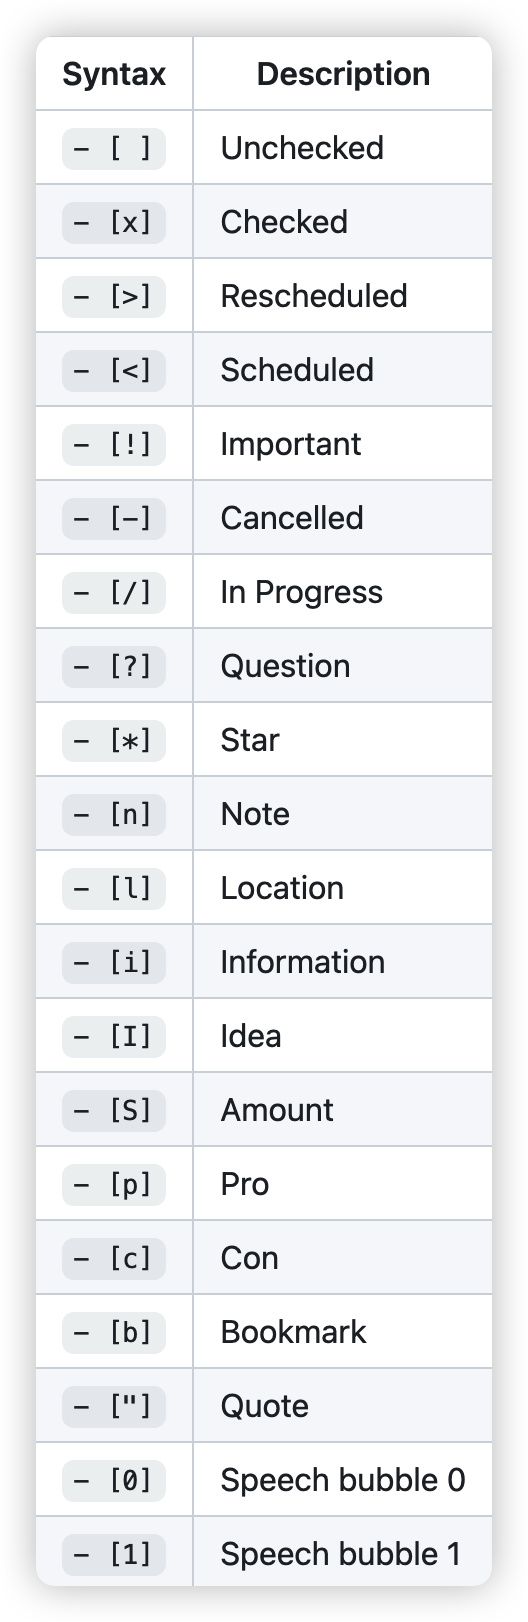 Syntax Description
- [ ] Unchecked
- [x] Checked
- [>] Rescheduled
- [<] Scheduled
- [!] Important
- [-] Cancelled
- [/] In Progress
- [?] Question
- [*] Star
- [n] Note
- [l] Location
- [i] Information
- [I] Idea
- [S] Amount
- [p] Pro
- [c] Con
- [b] Bookmark
- ["] Quote
- [0] Speech bubble 0
- [1] Speech bubble 1